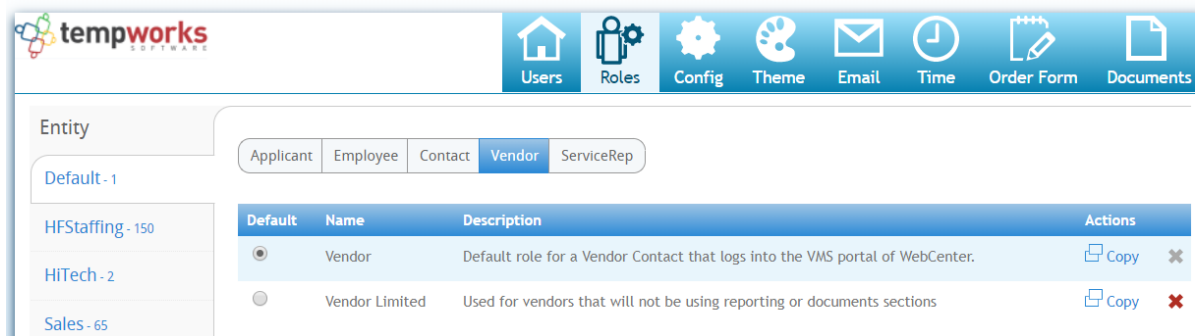 tempworks
SOFTWARE
Users Roles Config Theme Email Time Order Form Documents
Entity
Default - 1
HFStaffing - 150
HiTech - 2
Sales - 65
Applicant Employee Contact Vendor ServiceRep
Default Name Description Actions
Vendor Default role for a Vendor Contact that logs into the VMS portal of WebCenter. Copy
Vendor Limited Used for vendors that will not be using reporting or documents sections Copy